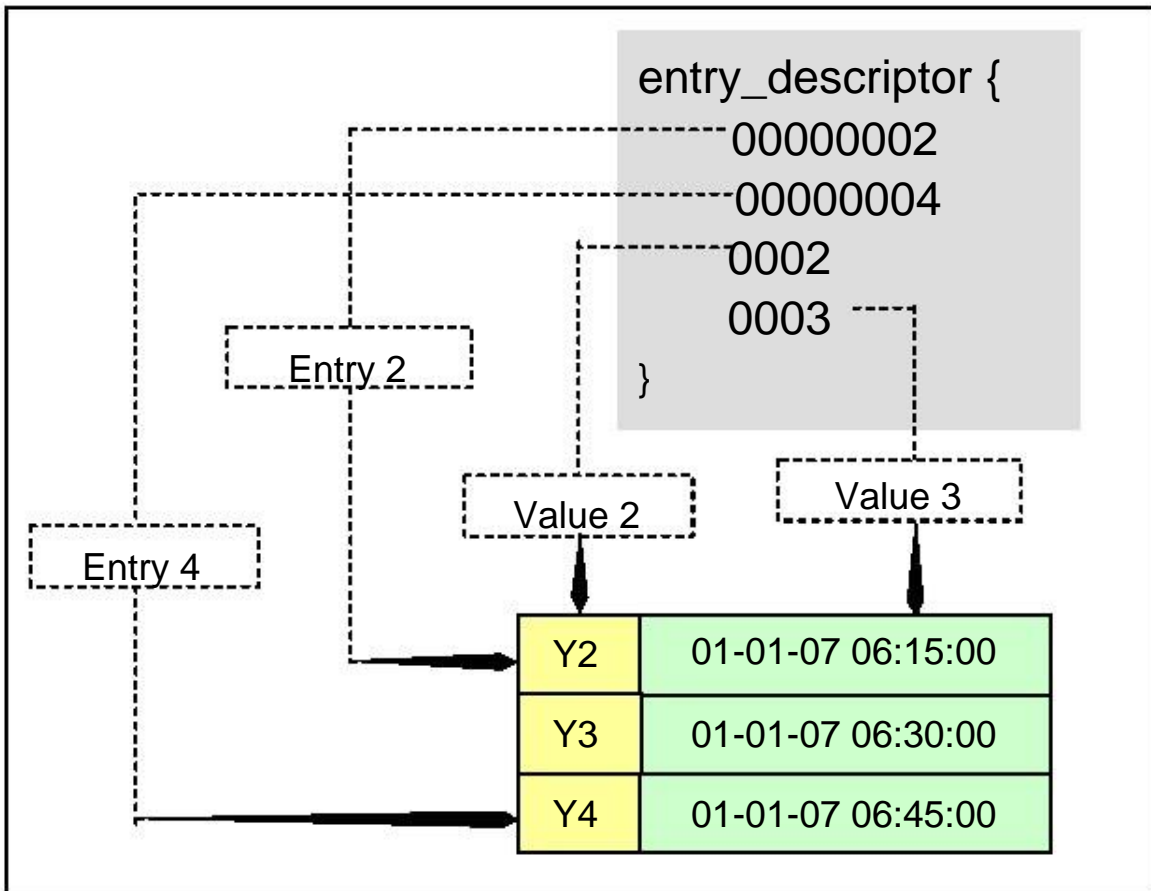 entry_descriptor {
00000002
00000004
0002
0003
}
Entry 2
Value 2
Value 3
Entry 4
Y2 01-01-07 06:15:00
Y3 01-01-07 06:30:00
Y4 01-01-07 06:45:00